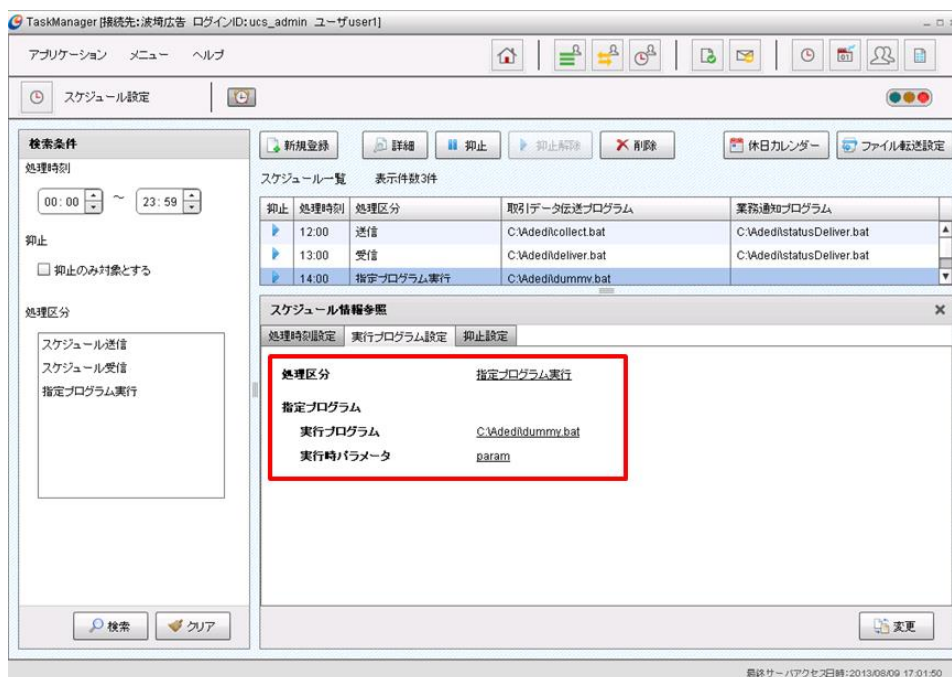 TaskManager [接続先:波埼広告 ログインID:ucs_admin ユーザuser1]
アプリケーション メニュー ヘルプ
スケジュール設定
検索条件
処理時刻
00:00 ～ 23:59
抑止
抑止のみ対象とする
処理区分
スケジュール送信
スケジュール受信
指定プログラム実行
検索 クリア
新規登録 詳細 抑止 抑止解除 削除 休日カレンダー ファイル転送設定
スケジュール一覧 表示件数3件
抑止 処理時刻 処理区分 取引データ伝送プログラム 業務通知プログラム
12:00 送信 C:\Adedi\collect.bat C:\Adedi\statusDeliver.bat
13:00 受信 C:\Adedi\deliver.bat C:\Adedi\statusDeliver.bat
14:00 指定プログラム実行 C:\Adedi\dummy.bat
スケジュール情報参照
処理時刻設定 実行プログラム設定 抑止設定
処理区分 指定プログラム実行
指定プログラム
実行プログラム C:\Adedi\dummy.bat
実行時パラメータ param
変更
最終サーバアクセス日時:2013/08/09 17:01:50